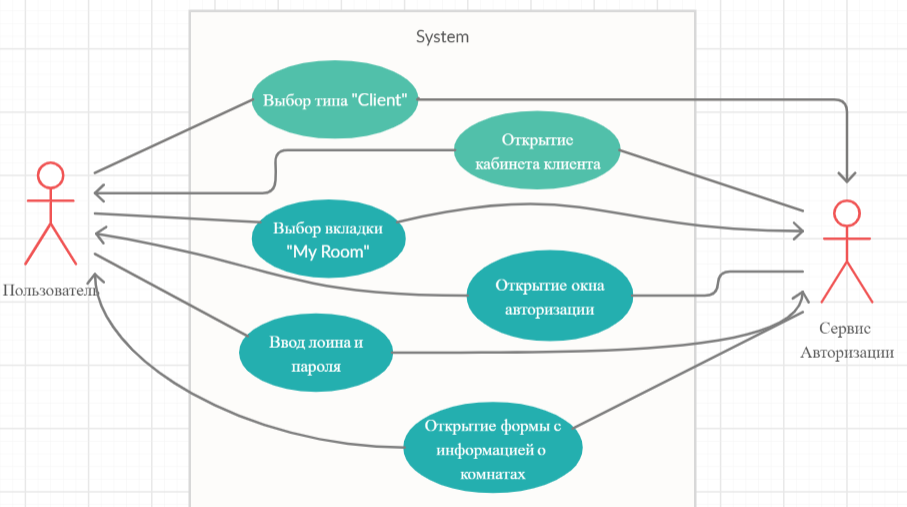 System
Выбор типа "Client"
Открытие
кабинета клиента
Выбор вкладки
"My Room"
Пользователь
Открытие окна
авторизации
Сервис
Авторизации
Ввод лоина и
пароля
Открытие формы с
информацией о
комнатах